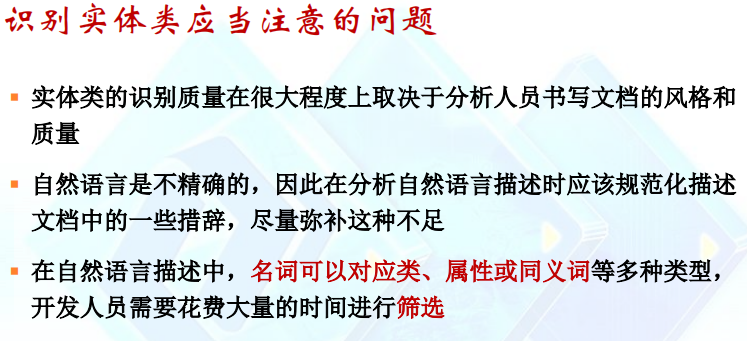 识别实体类应当注意的问题
实体类的识别质量在很大程度上取决于分析人员书写文档的风格和
质量
自然语言是不精确的，因此在分析自然语言描述时应该规范化描述
文档中的一些措辞，尽量弥补这种不足
在自然语言描述中，名词可以对应类、属性或同义词等多种类型，
开发人员需要花费大量的时间进行筛选